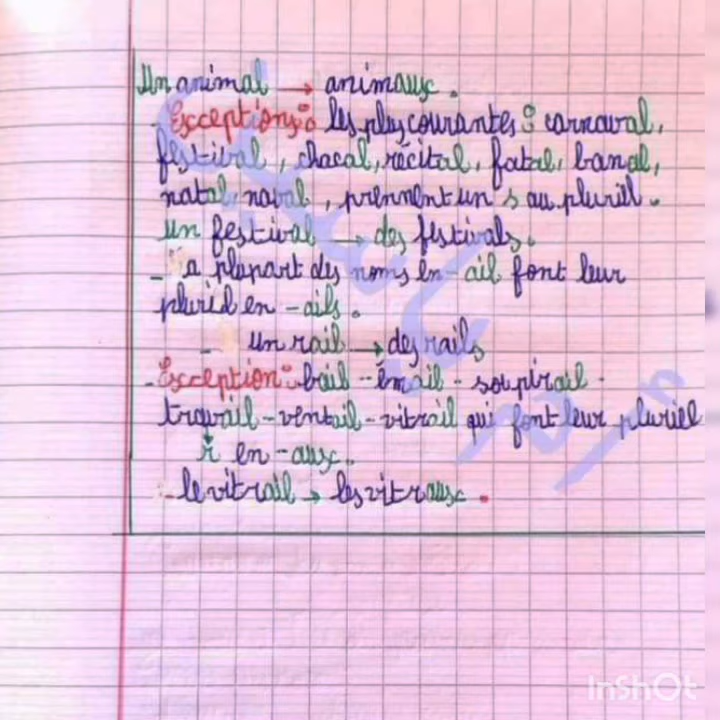 Un animal → animaux.
- Exceptions : les plus courantes : carnaval,
festival, chacal, récital, fatal, banal,
natal, naval, prennent un s au pluriel.
un festival → des festivals.
- la plupart des noms en -ail font leur
pluriel en -ails.
- un rail → des rails
- Exception : bail - émail - soupirail -
travail - ventail - vitrail qui font leur pluriel
en -aux.
- le vitrail → les vitraux.
InShOt